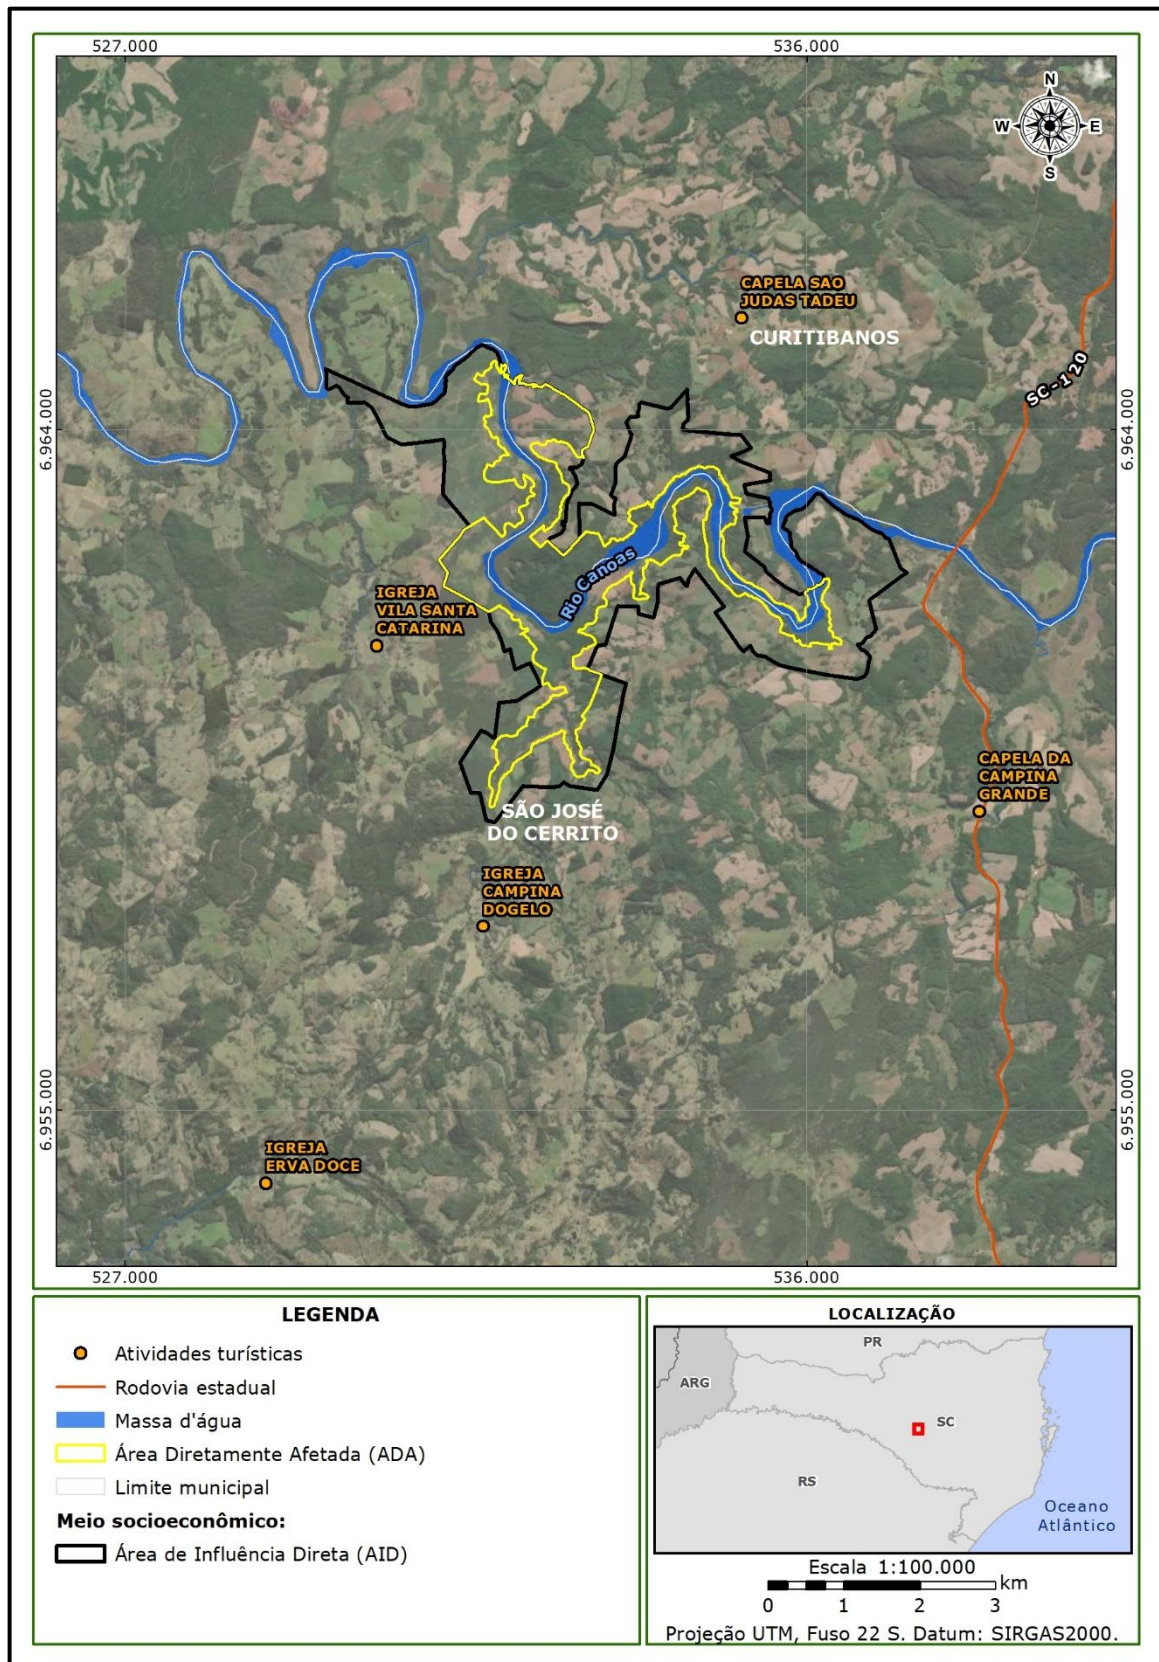 527.000
536.000
N
W
E
S
CAPELA SAO
JUDAS TADEU
CURITIBANOS
SC-120
6.964.000
6.964.000
Rio Canoas
IGREJA
VILA SANTA
CATARINA
CAPELA DA
CAMPINA
GRANDE
SÃO JOSÉ
DO CERRITO
IGREJA
CAMPINA
DOGELO
6.955.000
6.955.000
IGREJA
ERVA DOCE
527.000
536.000
LEGENDA
Atividades turísticas
Rodovia estadual
Massa d'água
Área Diretamente Afetada (ADA)
Limite municipal
Meio socioeconômico:
Área de Influência Direta (AID)
LOCALIZAÇÃO
PR
ARG
SC
RS
Oceano
Atlântico
Escala 1:100.000
km
0 1 2 3
Projeção UTM, Fuso 22 S. Datum: SIRGAS2000.